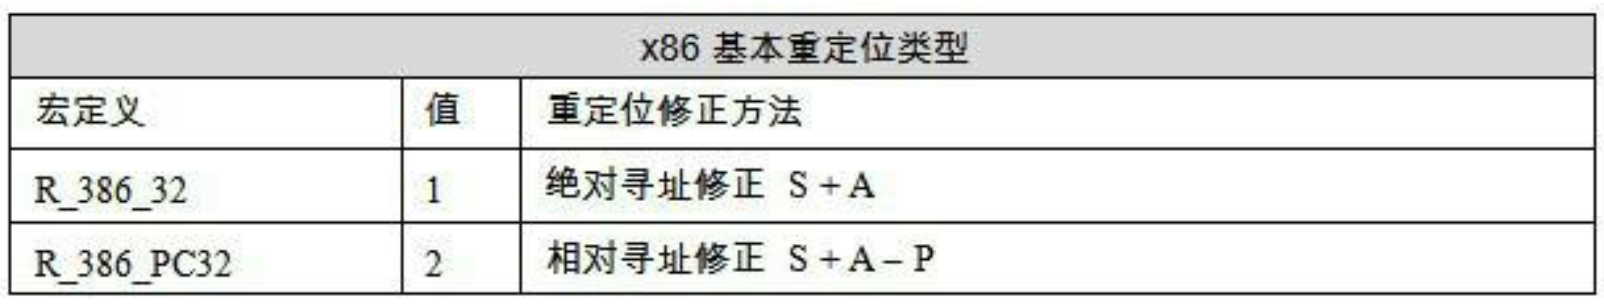 x86 基本重定位类型
宏定义 值 重定位修正方法
R_386_32 1 绝对寻址修正 S + A
R_386_PC32 2 相对寻址修正 S + A – P